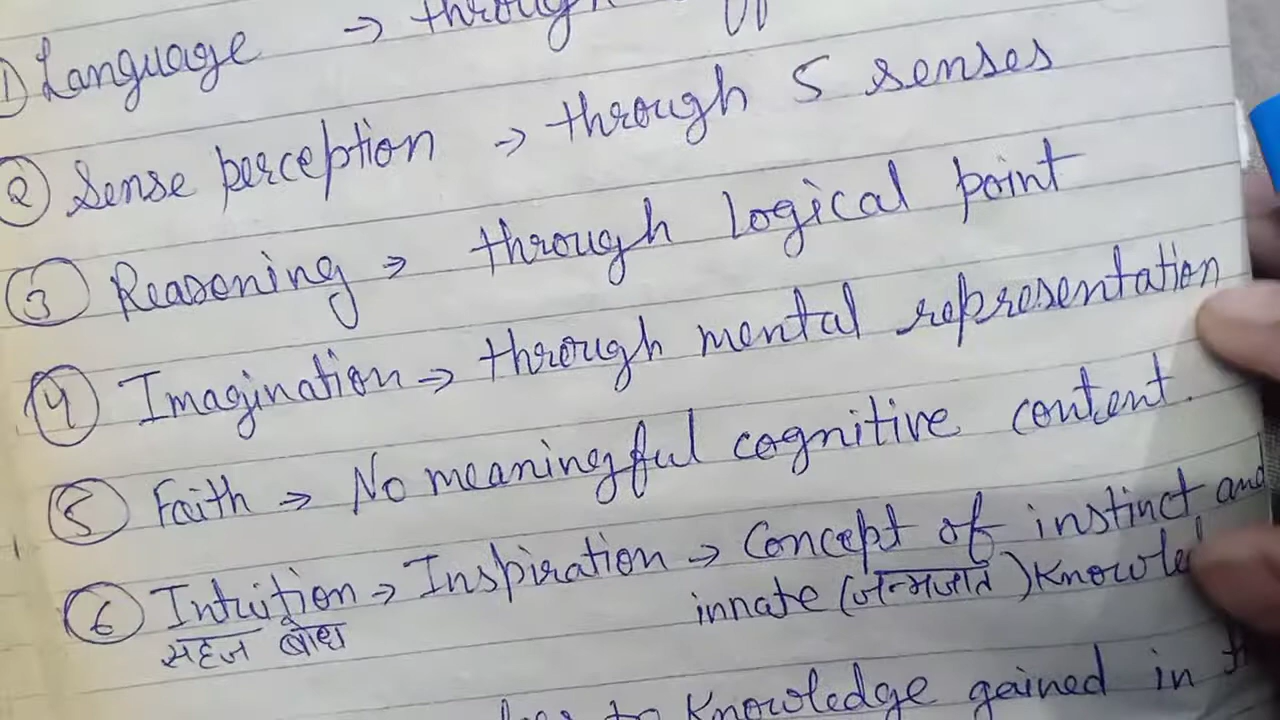 ① Language → through
② Sense perception → through 5 senses
③ Reasoning → through logical point
④ Imagination → through mental representation
⑤ Faith → No meaningful cognitive content.
⑥ Intuition → Inspiration → Concept of instinct and
सहज बोध innate (जन्मजात) Knowle
to Knowledge gained in